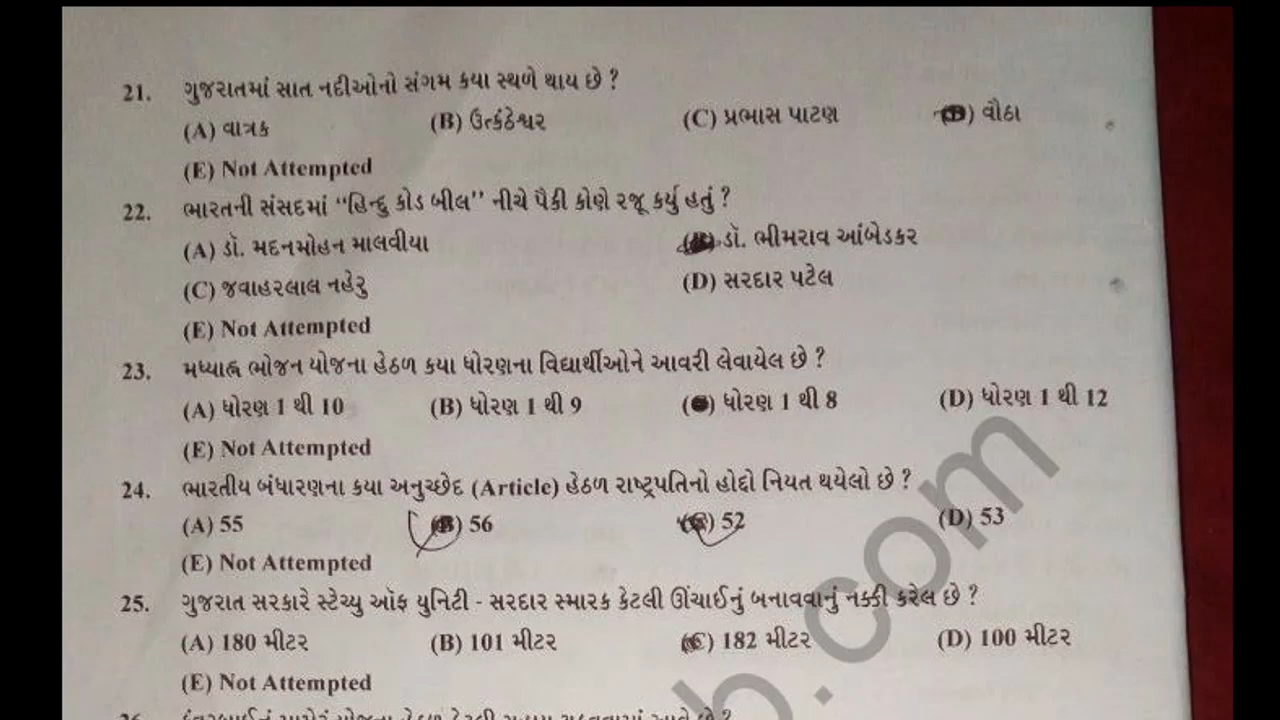 21. ગુજરાતમાં સાત નદીઓનો સંગમ કયા સ્થળે થાય છે ?
(A) વાત્રક (B) ઉત્કંઠેશ્વર (C) પ્રભાસ પાટણ (D) વૌઠા
(E) Not Attempted
22. ભારતની સંસદમાં “હિન્દુ કોડ બીલ” નીચે પૈકી કોણે રજૂ કર્યુ હતું ?
(A) ડૉ. મદનમોહન માલવીયા (B) ડૉ. ભીમરાવ આંબેડકર
(C) જવાહરલાલ નહેરુ (D) સરદાર પટેલ
(E) Not Attempted
23. મધ્યાહ્ન ભોજન યોજના હેઠળ કયા ધોરણના વિદ્યાર્થીઓને આવરી લેવાયેલ છે ?
(A) ધોરણ 1 થી 10 (B) ધોરણ 1 થી 9 (C) ધોરણ 1 થી 8 (D) ધોરણ 1 થી 12
(E) Not Attempted
24. ભારતીય બંધારણના કયા અનુચ્છેદ (Article) હેઠળ રાષ્ટ્રપતિનો હોદ્દો નિયત થયેલો છે ?
(A) 55 (B) 56 (C) 52 (D) 53
(E) Not Attempted
25. ગુજરાત સરકારે સ્ટેચ્યુ ઑફ યુનિટી - સરદાર સ્મારક કેટલી ઊંચાઈનું બનાવવાનું નક્કી કરેલ છે ?
(A) 180 મીટર (B) 101 મીટર (C) 182 મીટર (D) 100 મીટર
(E) Not Attempted
b.com